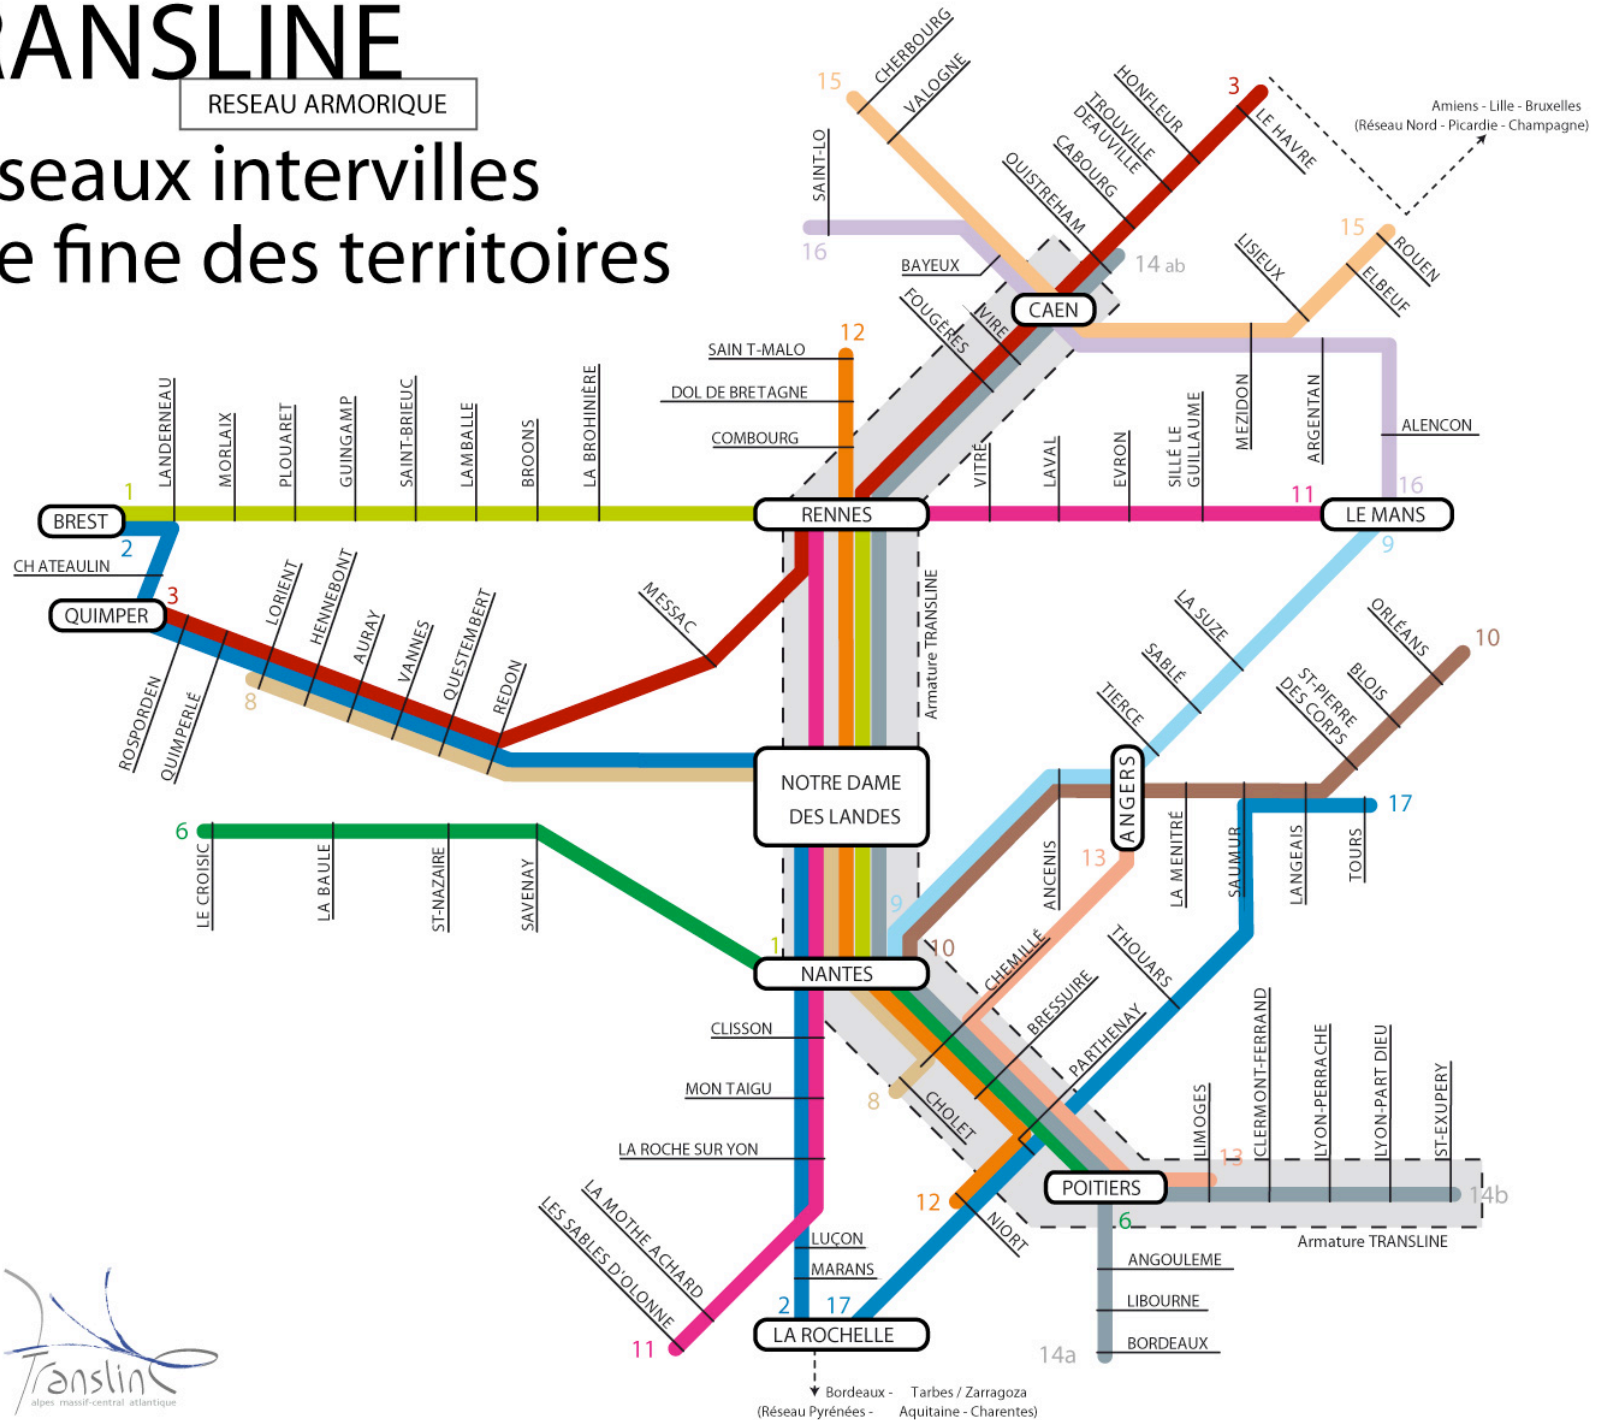 RANSLINE
RESEAU ARMORIQUE
seaux intervilles
e fine des territoires
15
CHERBOURG
VALOGNE
SAINT-LO
16
BAYEUX
HONFLEUR
TROUVILLE
DEAUVILLE
CABOURG
OUISTREHAM
3
LE HAVRE
Amiens - Lille - Bruxelles
(Réseau Nord - Picardie - Champagne)
14 ab
15
ROUEN
ELBEUF
LISIEUX
CAEN
FOUGÈRES
VIRE
12
SAIN T-MALO
DOL DE BRETAGNE
COMBOURG
MEZIDON
ARGENTAN
ALENCON
16
1
LANDERNEAU
MORLAIX
PLOUARET
GUINGAMP
SAINT-BRIEUC
LAMBALLE
BROONS
LA BROHINIÈRE
VITRÉ
LAVAL
EVRON
SILLÉ LE
GUILLAUME
11
BREST
RENNES
LE MANS
2
9
CH ATEAULIN
QUIMPER
3
LORIENT
HENNEBONT
AURAY
VANNES
QUESTEMBERT
REDON
MESSAC
ROSPORDEN
QUIMPERLÉ
8
Armature TRANSLINE
LA SUZE
SABLÉ
TIERCE
ORLÉANS
10
BLOIS
ST-PIERRE
DES CORPS
NOTRE DAME
DES LANDES
ANGERS
17
6
LE CROISIC
LA BAULE
ST-NAZAIRE
SAVENAY
ANCENIS
13
LA MENITRÉ
SAUMUR
LANGEAIS
TOURS
9
1
10
NANTES
CHEMILLÉ
BRESSUIRE
PARTHENAY
THOUARS
CLISSON
MON TAIGU
LA ROCHE SUR YON
8
CHOLET
LIMOGES
CLERMONT-FERRAND
LYON-PERRACHE
LYON-PART DIEU
ST-EXUPERY
13
POITIERS
14b
12
NIORT
6
Armature TRANSLINE
LA MOTHE ACHARD
LES SABLES D'OLONNE
LUÇON
MARANS
ANGOULEME
LIBOURNE
BORDEAUX
14a
2
17
11
LA ROCHELLE
Bordeaux - Tarbes / Zarragoza
(Réseau Pyrénées - Aquitaine - Charentes)
Translin
alpes massif-central atlantique